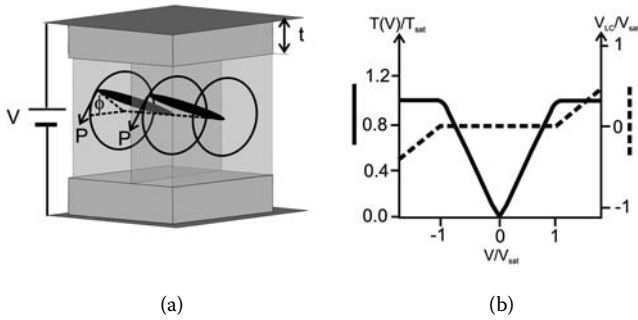 t
V
P
ϕ
P
(a)
T(V)/T_sat
V_LC/V_sat
1.2
0.8
0.4
0.0
1
0
-1
-1
0
1
V/V_sat
(b)